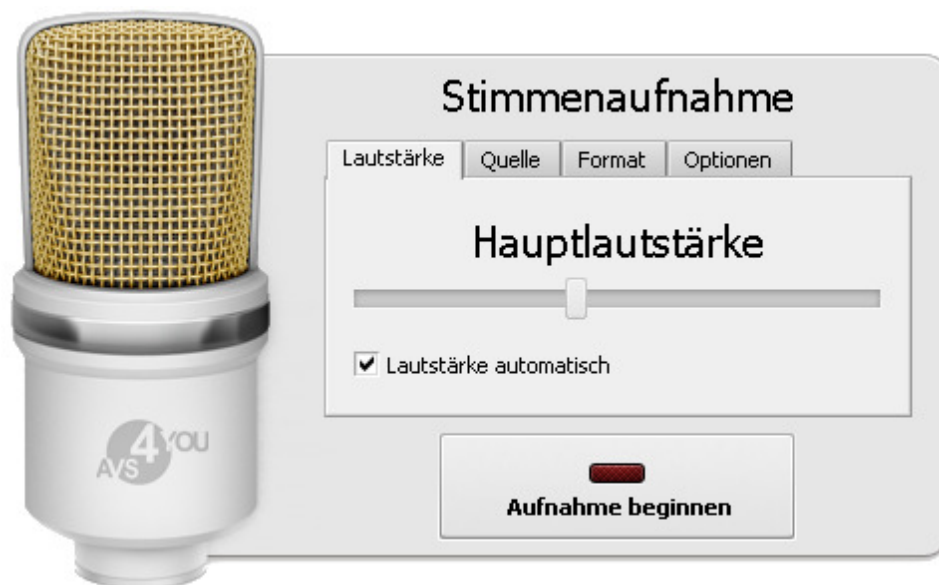 Stimmenaufnahme
Lautstärke Quelle Format Optionen
Hauptlautstärke
Lautstärke automatisch
AVS4YOU
Aufnahme beginnen